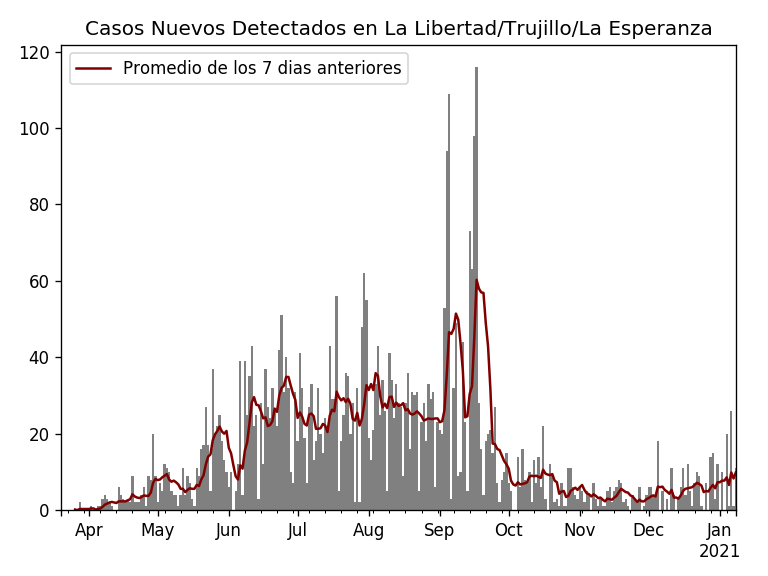 Casos Nuevos Detectados en La Libertad/Trujillo/La Esperanza
Promedio de los 7 dias anteriores
120
100
80
60
40
20
0
Apr May Jun Jul Aug Sep Oct Nov Dec Jan
2021